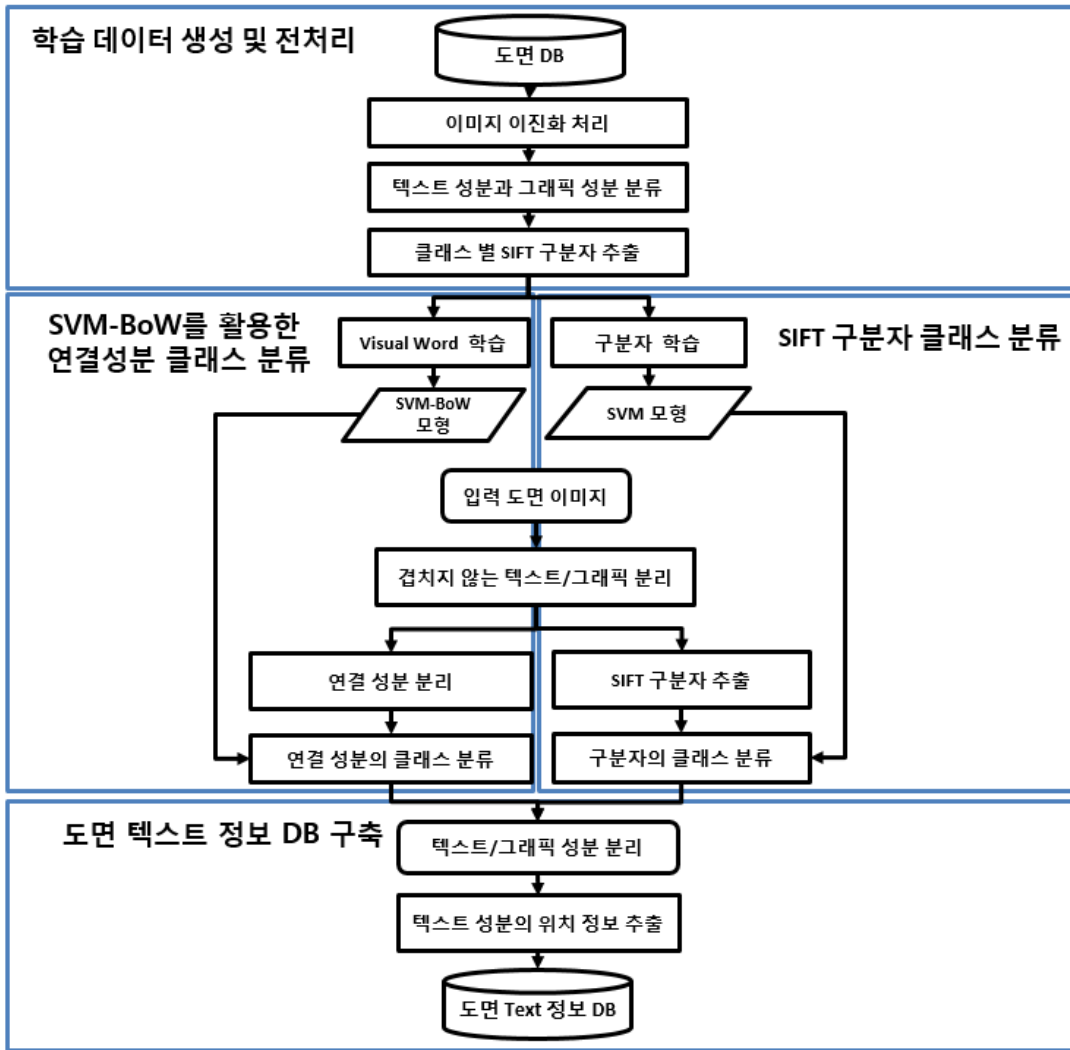 학습 데이터 생성 및 전처리
도면 DB
이미지 이진화 처리
텍스트 성분과 그래픽 성분 분류
클래스 별 SIFT 구분자 추출
SVM-BoW를 활용한
연결성분 클래스 분류
Visual Word 학습
SVM-BoW
모형
구분자 학습
SVM 모형
SIFT 구분자 클래스 분류
입력 도면 이미지
겹치지 않는 텍스트/그래픽 분리
연결 성분 분리
SIFT 구분자 추출
연결 성분의 클래스 분류
구분자의 클래스 분류
도면 텍스트 정보 DB 구축
텍스트/그래픽 성분 분리
텍스트 성분의 위치 정보 추출
도면 Text 정보 DB